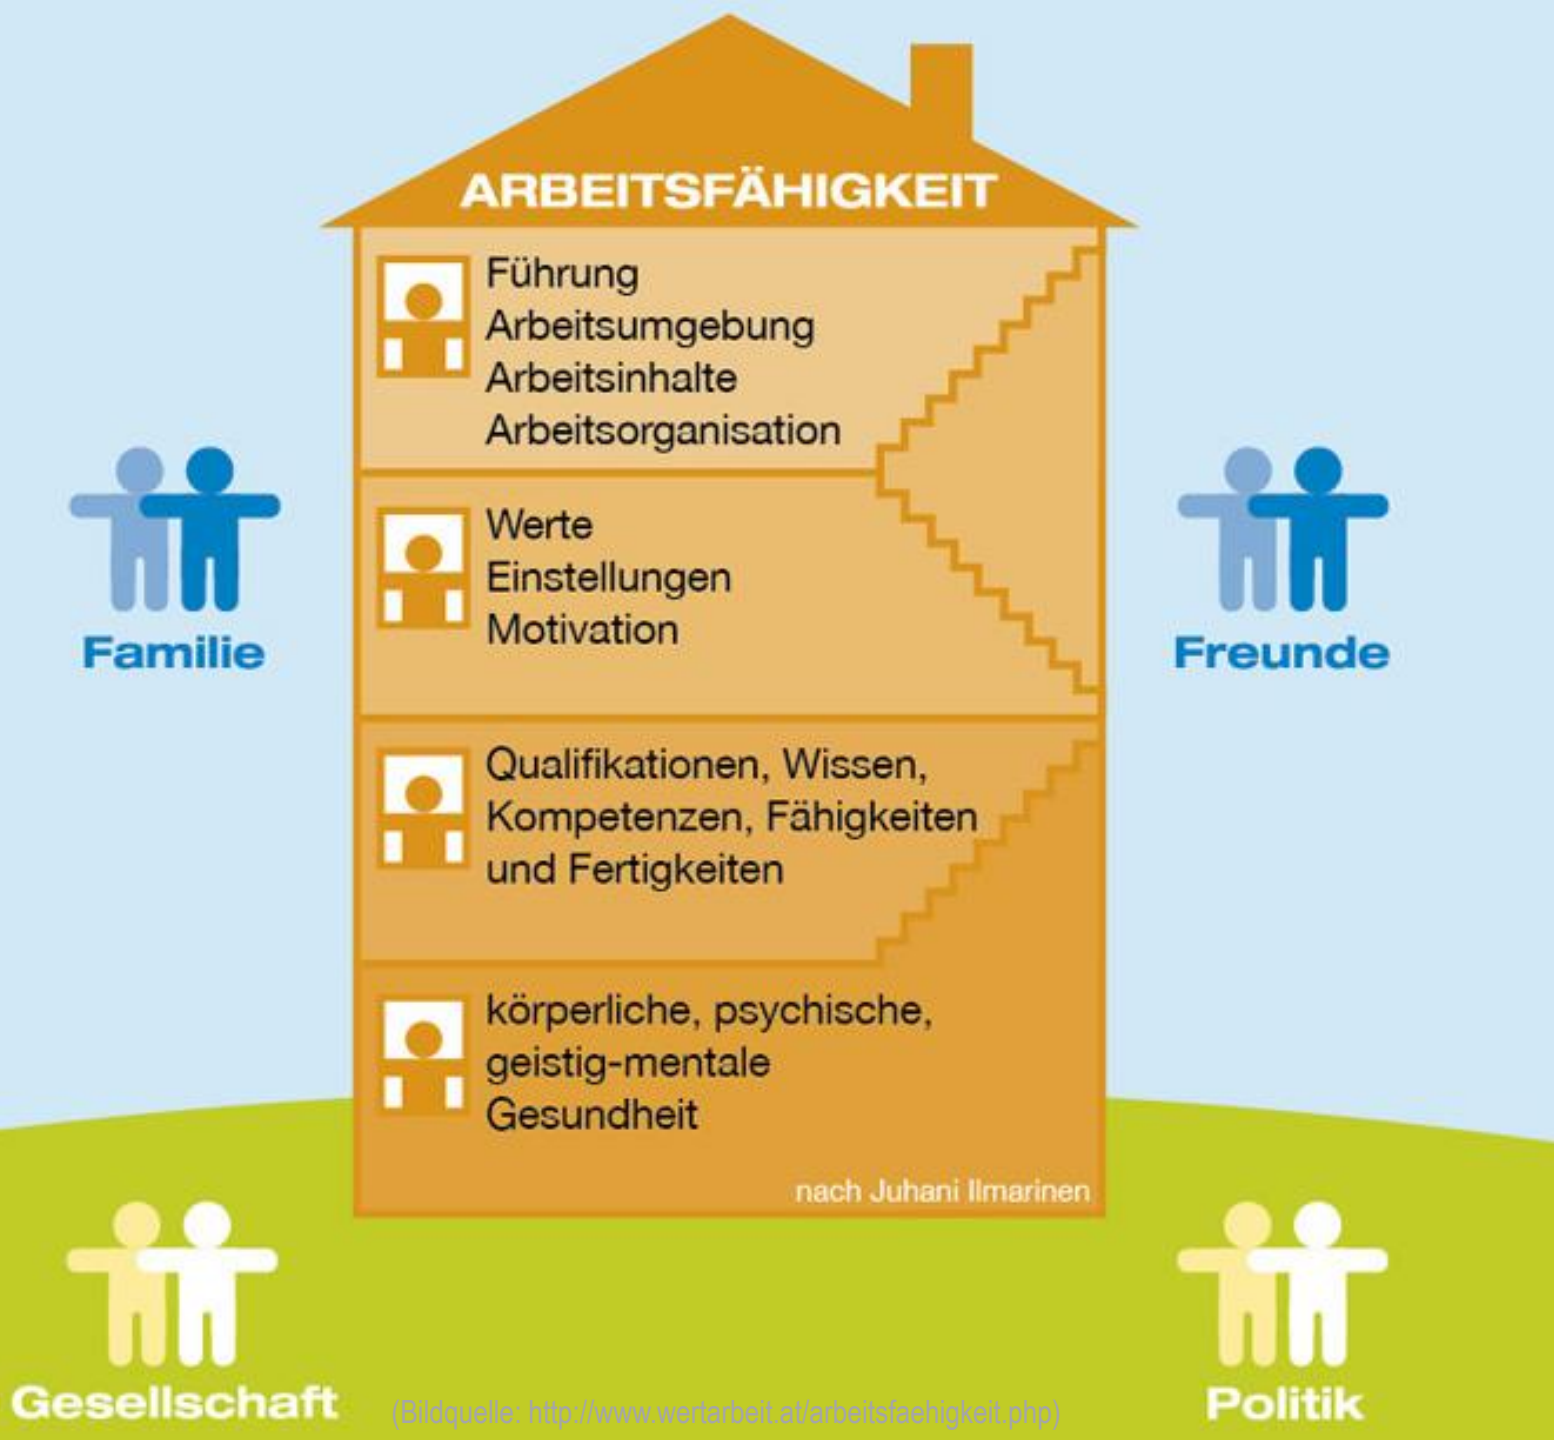 ARBEITSFÄHIGKEIT
Führung
Arbeitsumgebung
Arbeitsinhalte
Arbeitsorganisation
Werte
Einstellungen
Motivation
Familie
Freunde
Qualifikationen, Wissen,
Kompetenzen, Fähigkeiten
und Fertigkeiten
körperliche, psychische,
geistig-mentale
Gesundheit
nach Juhani Ilmarinen
Gesellschaft
Politik
(Bildquelle: http://www.wertarbeit.at/arbeitsfaehigkeit.php)